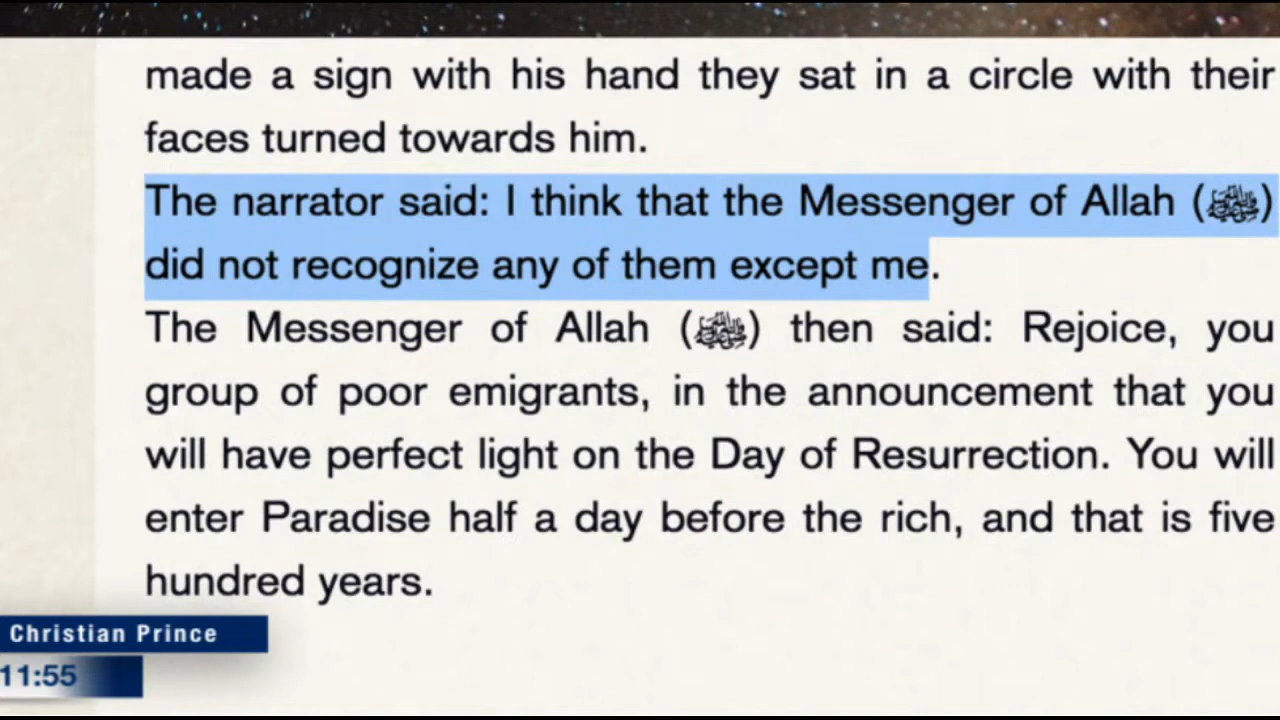 made a sign with his hand they sat in a circle with their
faces turned towards him.
The narrator said: I think that the Messenger of Allah (ﷺ)
did not recognize any of them except me.
The Messenger of Allah (ﷺ) then said: Rejoice, you
group of poor emigrants, in the announcement that you
will have perfect light on the Day of Resurrection. You will
enter Paradise half a day before the rich, and that is five
hundred years.
Christian Prince
11:55